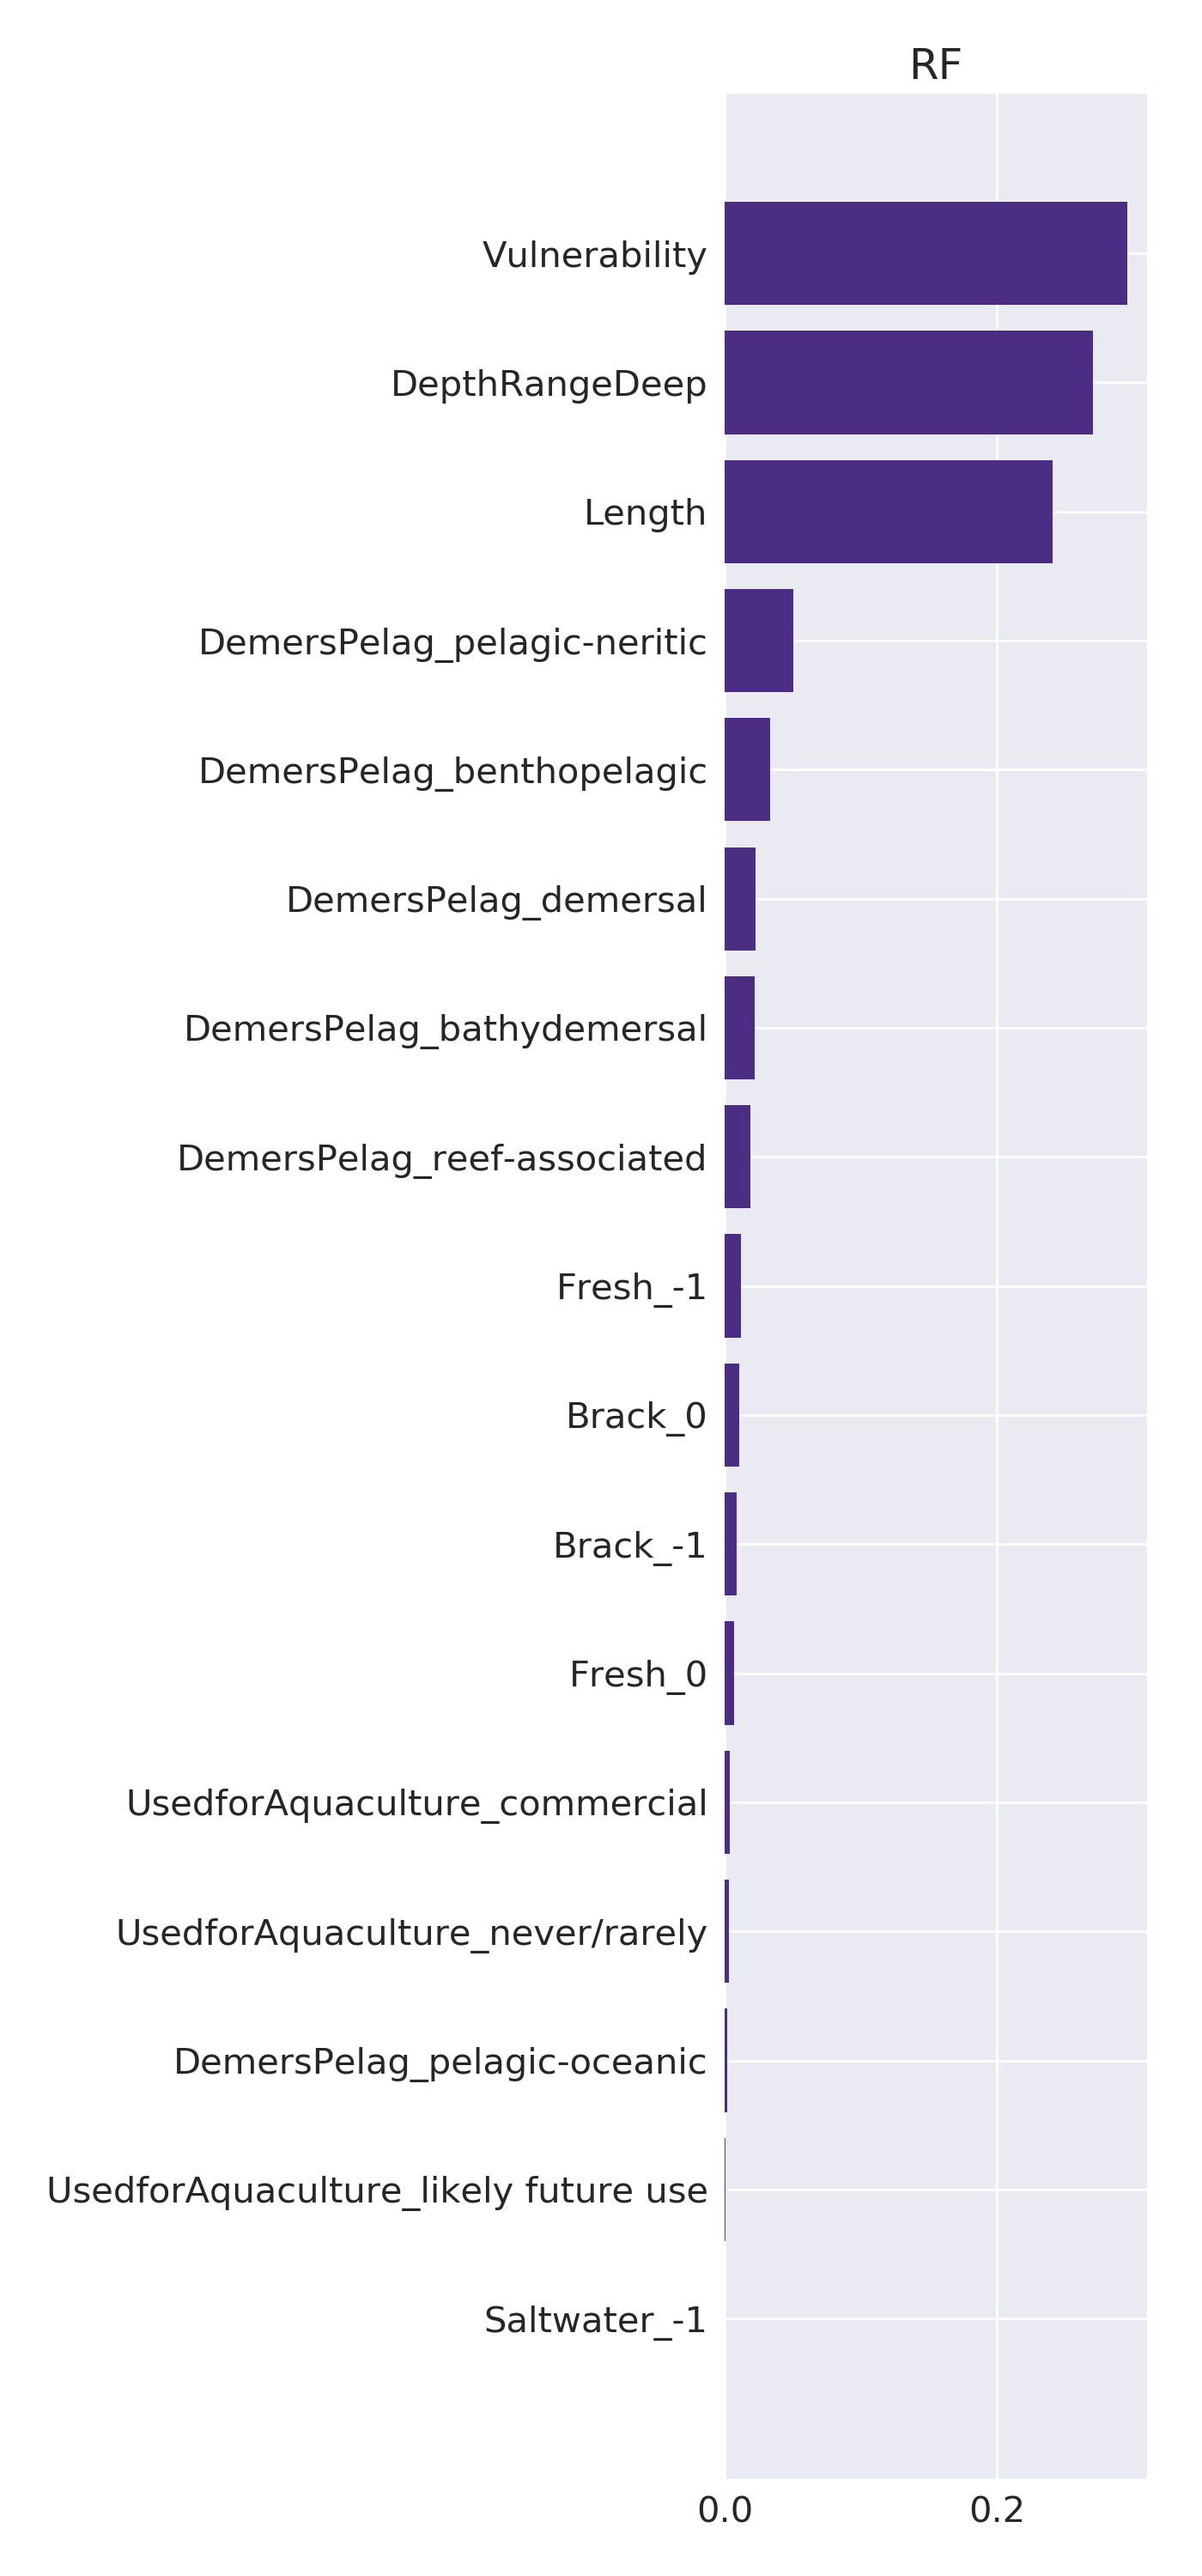 RF
Vulnerability
DepthRangeDeep
Length
DemersPelag_pelagic-neritic
DemersPelag_benthopelagic
DemersPelag_demersal
DemersPelag_bathydemersal
DemersPelag_reef-associated
Fresh_-1
Brack_0
Brack_-1
Fresh_0
UsedforAquaculture_commercial
UsedforAquaculture_never/rarely
DemersPelag_pelagic-oceanic
UsedforAquaculture_likely future use
Saltwater_-1
0.0 0.2